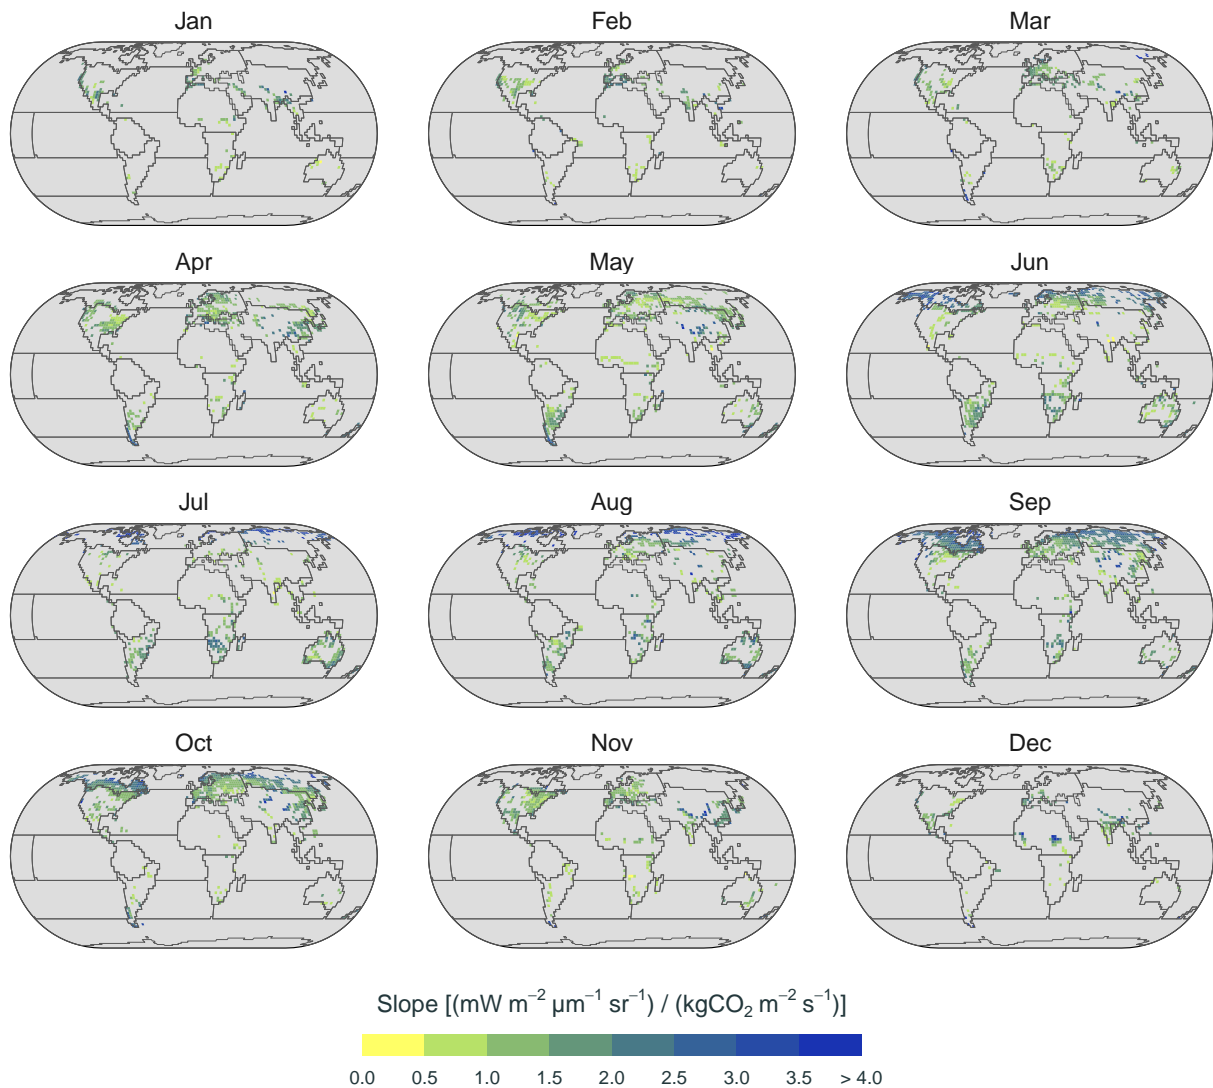 Jan Feb Mar
Apr May Jun
Jul Aug Sep
Oct Nov Dec
Slope [(mW m⁻² µm⁻¹ sr⁻¹) / (kgCO₂ m⁻² s⁻¹)]
0.0 0.5 1.0 1.5 2.0 2.5 3.0 3.5 > 4.0